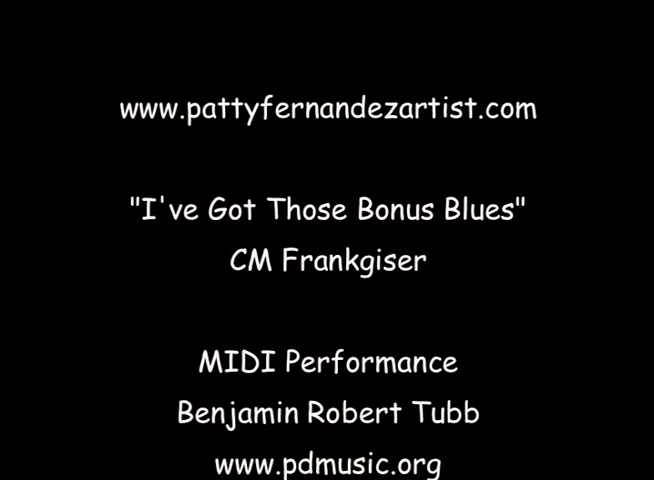 www.pattyfernandezartist.com
"I've Got Those Bonus Blues"
CM Frankgiser
MIDI Performance
Benjamin Robert Tubb
www.pdmusic.org